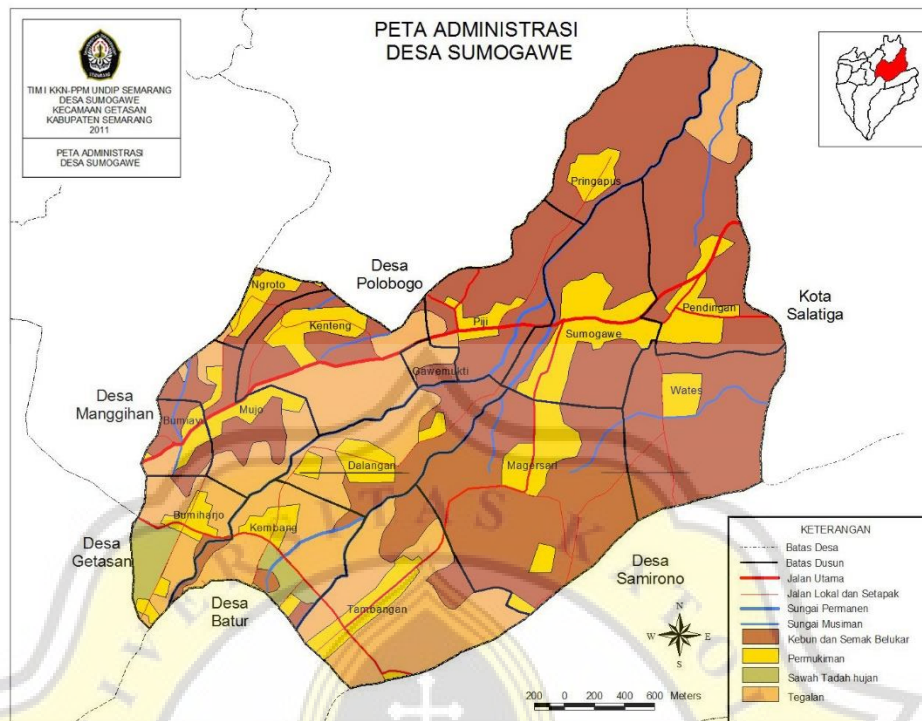 PETA ADMINISTRASI
DESA SUMOGAWE
TIM I KKN-PPM UNDIP SEMARANG
DESA SUMOGAWE
KECAMAAN GETASAN
KABUPATEN SEMARANG
2011
PETA ADMINISTRASI
DESA SUMOGAWE
Pringapus
Desa
Polobogo
Ngroto
Kenteng
Piji
Sumogawe
Pendingan
Kota
Salatiga
Gawemukti
Desa
Manggihan
Bumiayu
Mujo
Wates
Dalangan
Magersari
Bumiharjo
Kembang
Desa
Getasan
Desa
Batur
Tambangan
Desa
Samirono
KETERANGAN
Batas Desa
Batas Dusun
Jalan Utama
Jalan Lokal dan Setapak
Sungai Permanen
Sungai Musiman
Kebun dan Semak Belukar
Permukiman
Sawah Tadah hujan
Tegalan
N
W E
S
200 0 200 400 600 Meters